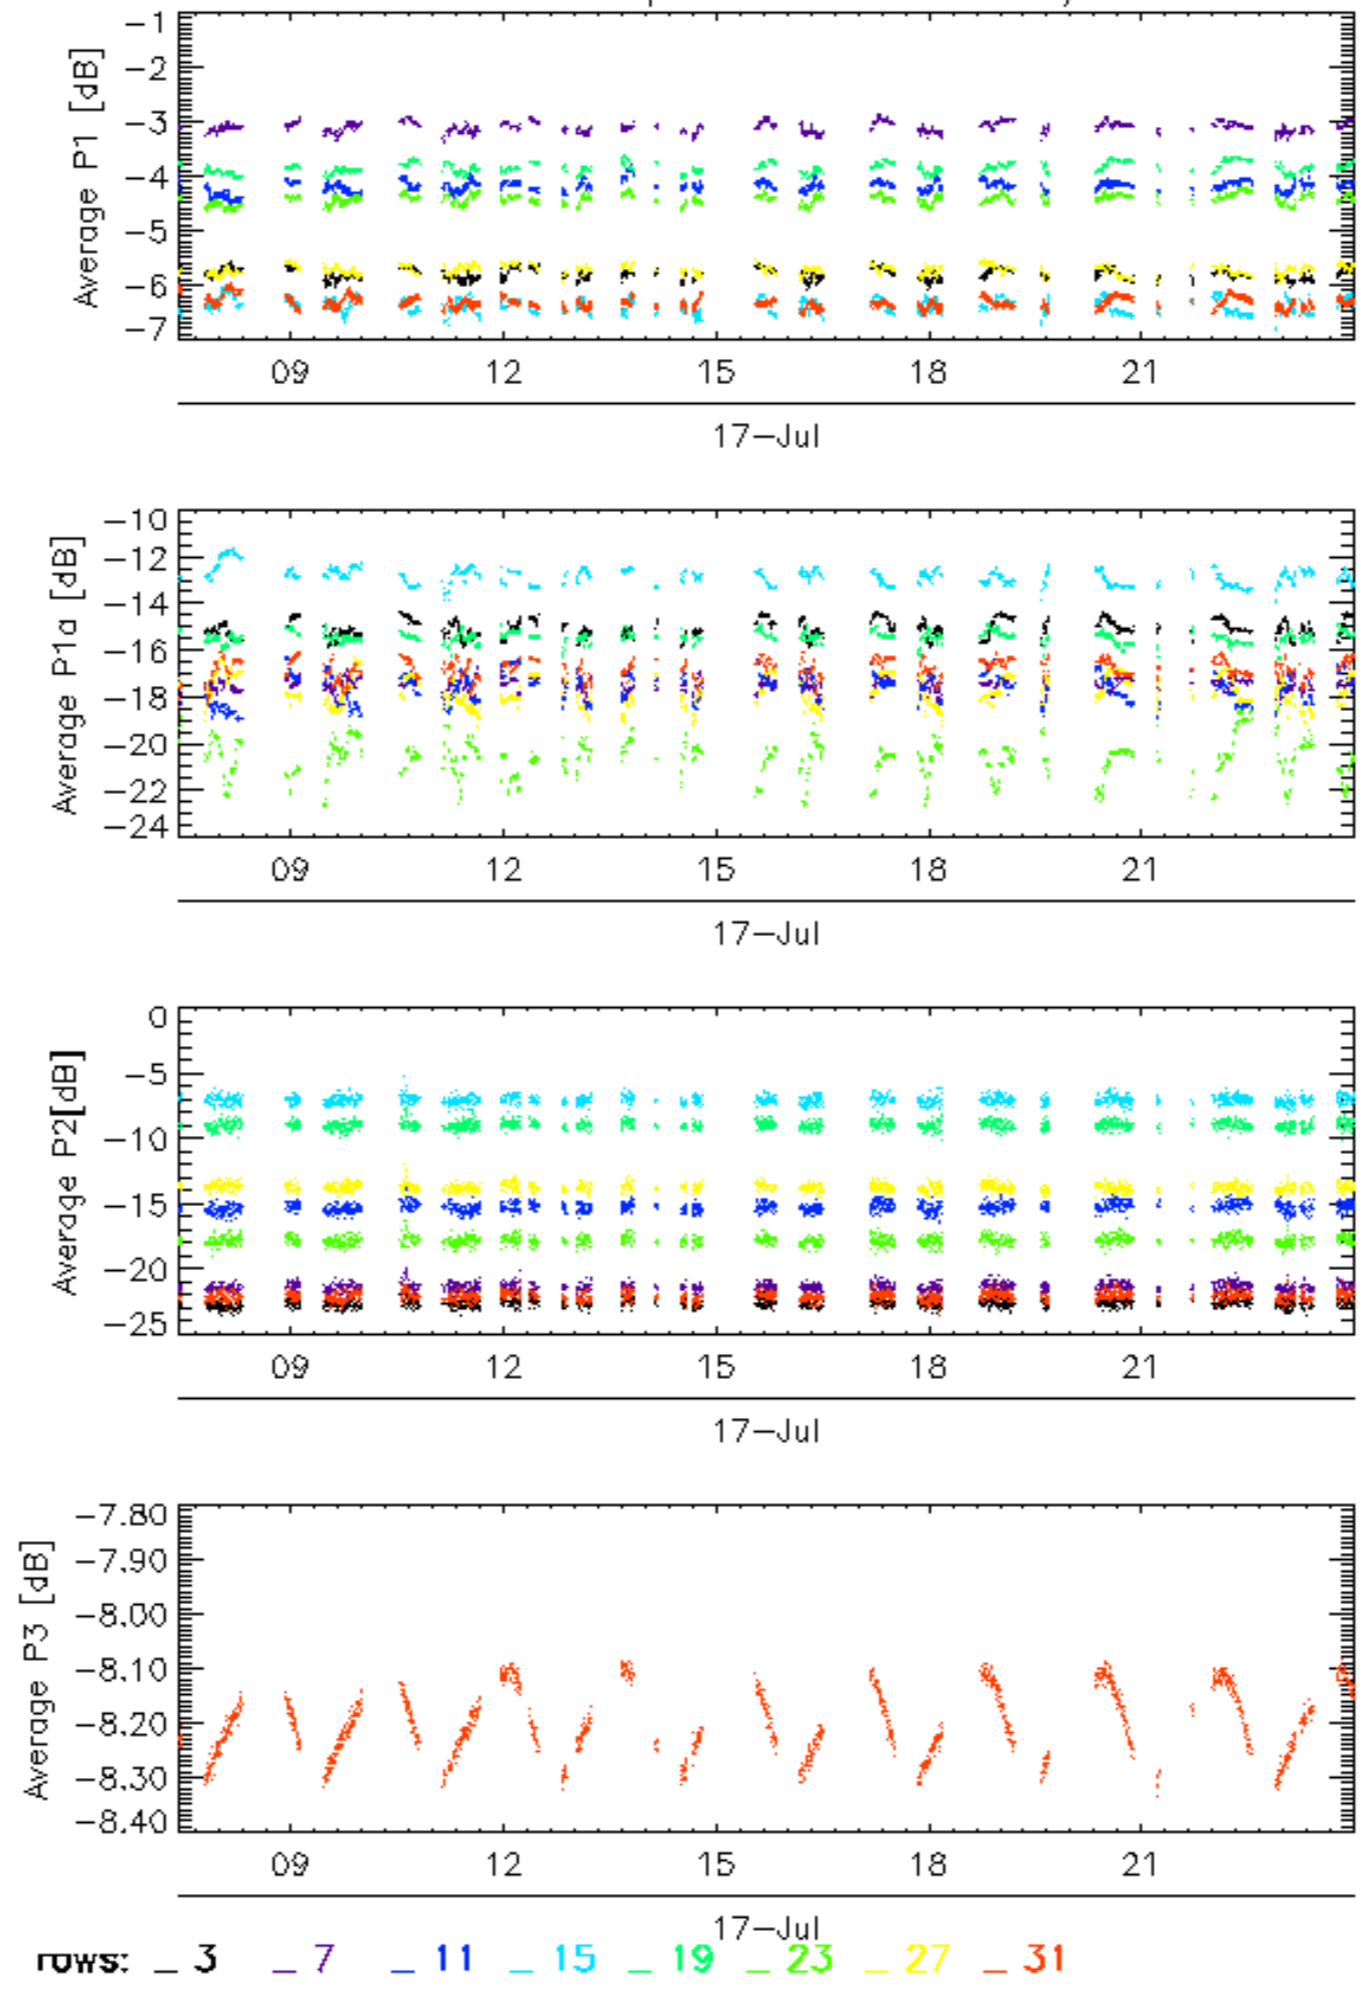 Average P1 [dB]
-1
-2
-3
-4
-5
-6
-7
09 12 15 18 21
17-Jul
Average P1a [dB]
-10
-12
-14
-16
-18
-20
-22
-24
09 12 15 18 21
17-Jul
Average P2[dB]
0
-5
-10
-15
-20
-25
09 12 15 18 21
17-Jul
Average P3 [dB]
-7.80
-7.90
-8.00
-8.10
-8.20
-8.30
-8.40
09 12 15 18 21
17-Jul
rows: _ 3 _ 7 _ 11 _ 15 _ 19 _ 23 _ 27 _ 31